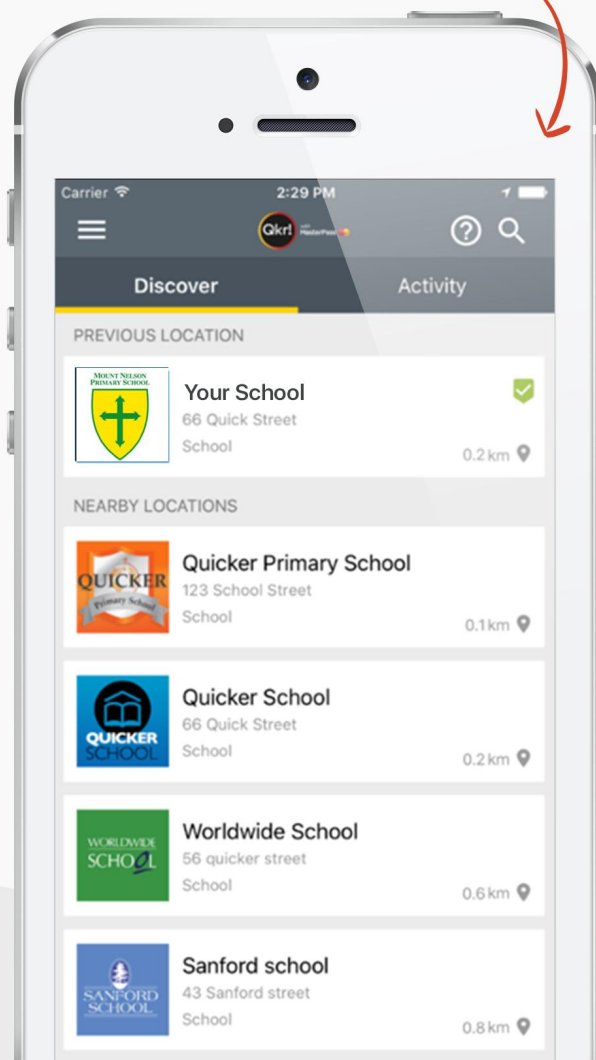 Carrier 2:29 PM
Qkr! with MasterPass
Discover Activity
PREVIOUS LOCATION
MOUNT NELSON
PRIMARY SCHOOL
Your School
66 Quick Street
School
0.2 km
NEARBY LOCATIONS
QUICKER
Primary School
Quicker Primary School
123 School Street
School
0.1 km
QUICKER
SCHOOL
Quicker School
66 Quick Street
School
0.2 km
WORLDWIDE
SCHOOL
Worldwide School
56 quicker street
School
0.6 km
SANFORD
SCHOOL
Sanford school
43 Sanford street
School
0.8 km